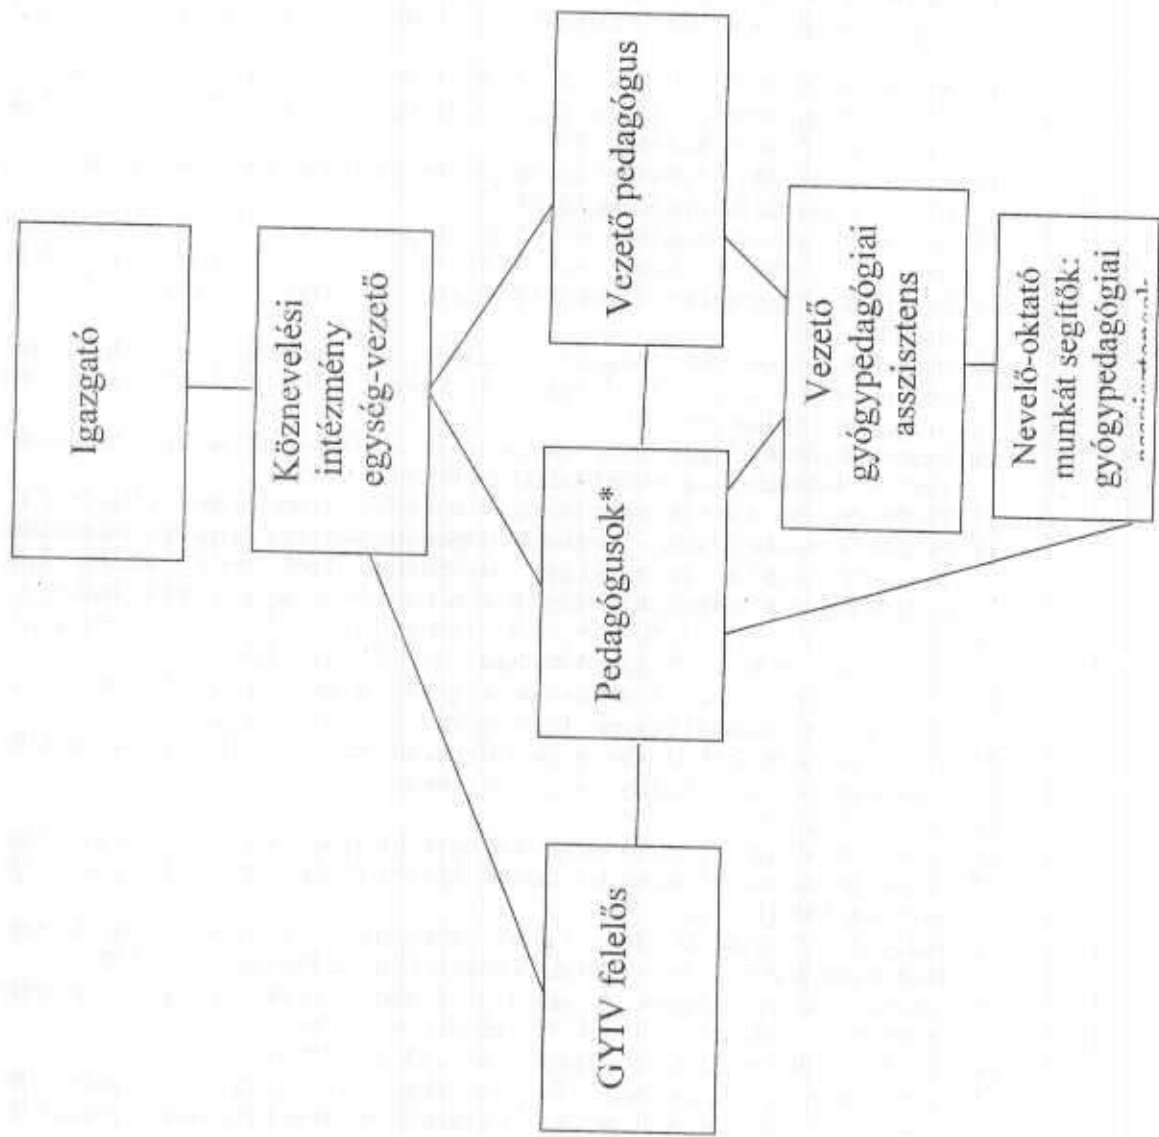 Igazgató
Köznevelési
intézmény
egység-vezető
GYIV felelős
Pedagógusok*
Vezető pedagógus
Vezető
gyógypedagógiai
asszisztens
Nevelő-oktató
munkát segítők:
gyógypedagógiai